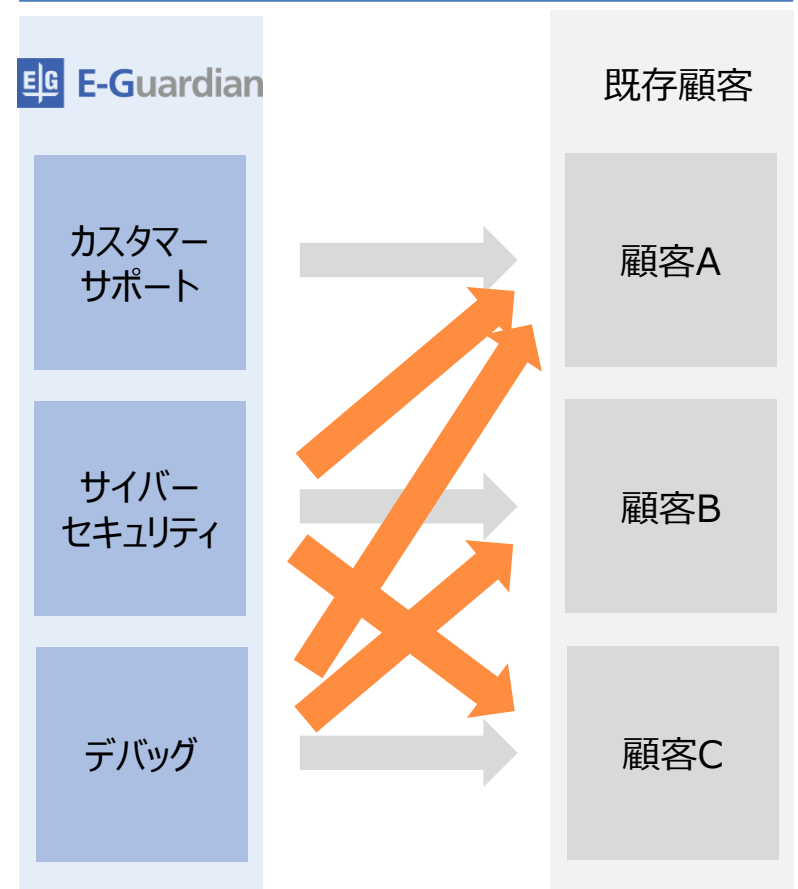 E G E-Guardian
既存顧客
カスタマー
サポート
顧客A
サイバー
セキュリティ
顧客B
デバッグ
顧客C